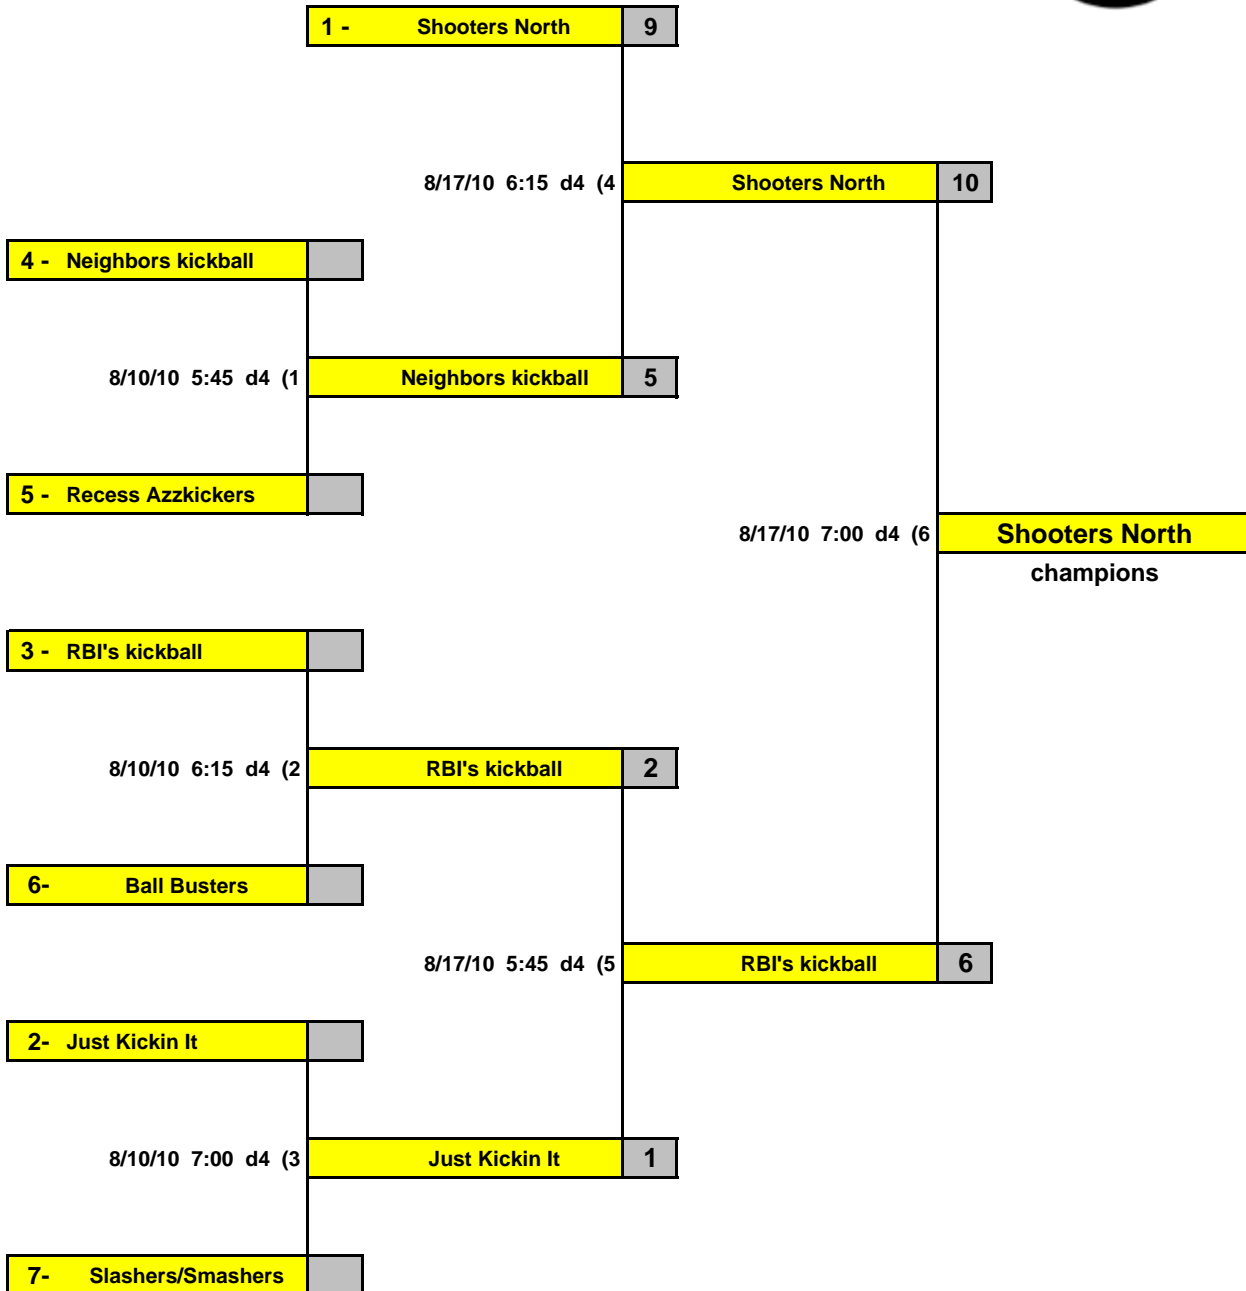 1 - Shooters North 9
8/17/10 6:15 d4 (4 Shooters North 10
4 - Neighbors kickball
8/10/10 5:45 d4 (1 Neighbors kickball 5
5 - Recess Azzkickers
8/17/10 7:00 d4 (6 Shooters North
champions
3 - RBI's kickball
8/10/10 6:15 d4 (2 RBI's kickball 2
6- Ball Busters
8/17/10 5:45 d4 (5 RBI's kickball 6
2- Just Kickin It
8/10/10 7:00 d4 (3 Just Kickin It 1
7- Slashers/Smashers